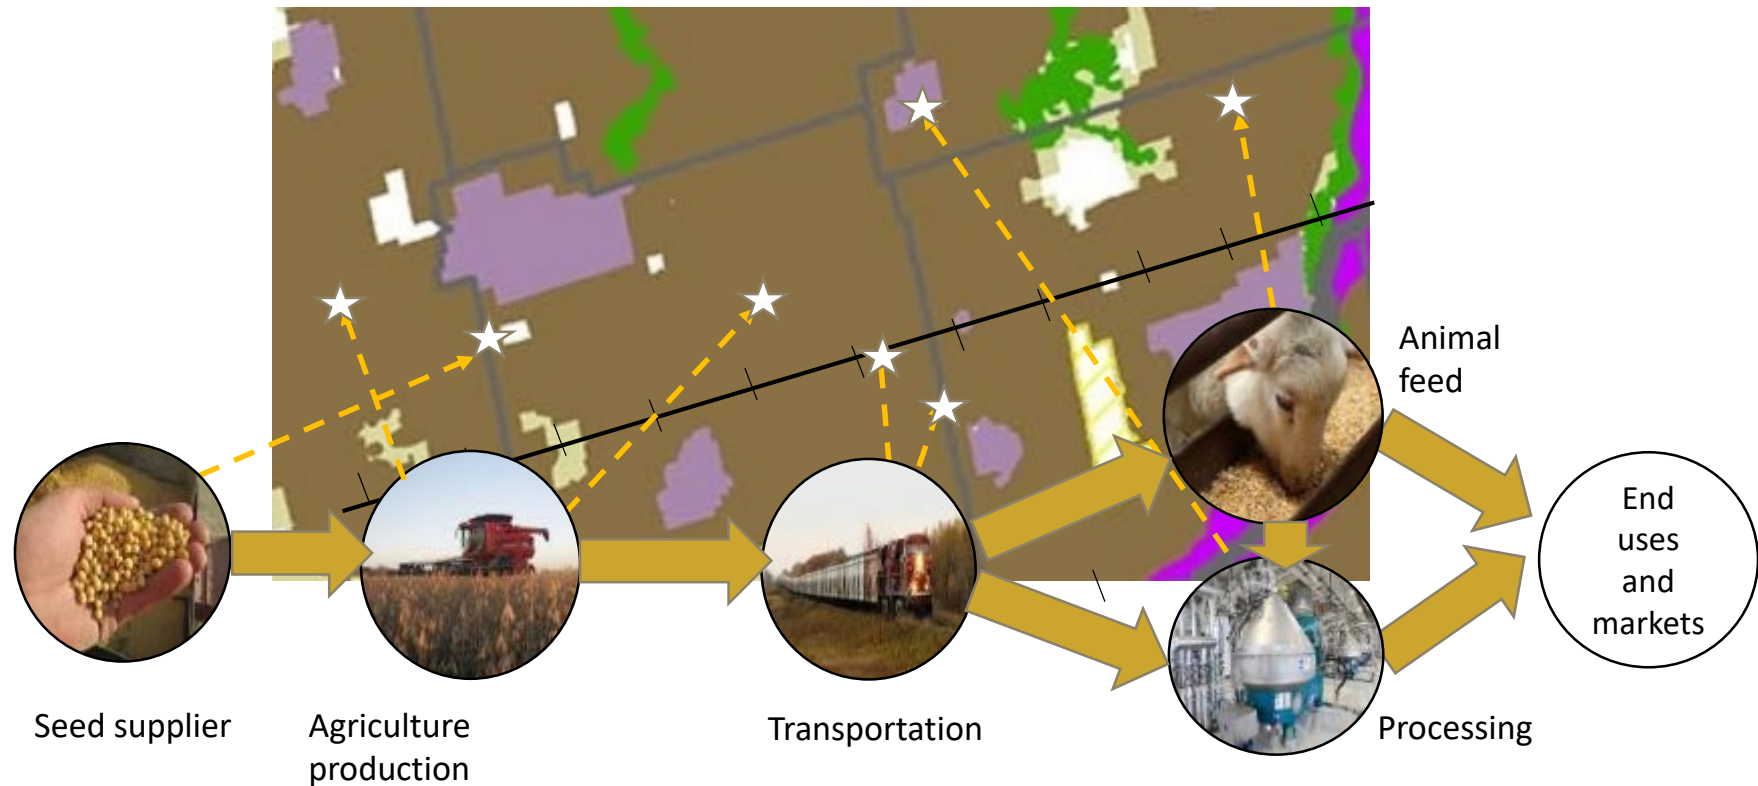 Animal
feed
End
uses
and
markets
Seed supplier
Agriculture
production
Transportation
Processing